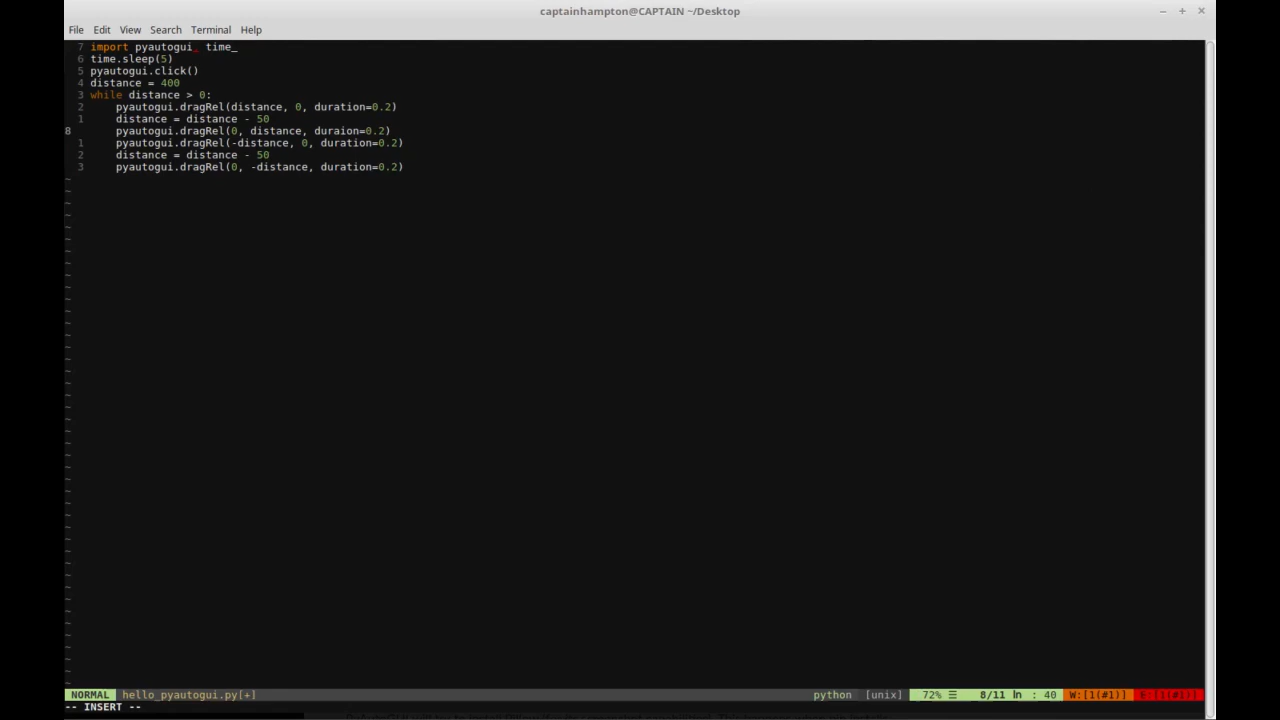 captainhampton@CAPTAIN ~/Desktop
File Edit View Search Terminal Help
7 import pyautogui_ time_
6 time.sleep(5)
5 pyautogui.click()
4 distance = 400
3 while distance > 0:
2     pyautogui.dragRel(distance, 0, duration=0.2)
1     distance = distance - 50
8     pyautogui.dragRel(0, distance, duraion=0.2)
1     pyautogui.dragRel(-distance, 0, duration=0.2)
2     distance = distance - 50
3     pyautogui.dragRel(0, -distance, duration=0.2)
NORMAL hello_pyautogui.py[+] python [unix] 72% ☰ 8/11 ln : 40 W:[1(#1)] E:[1(#1)]
-- INSERT --